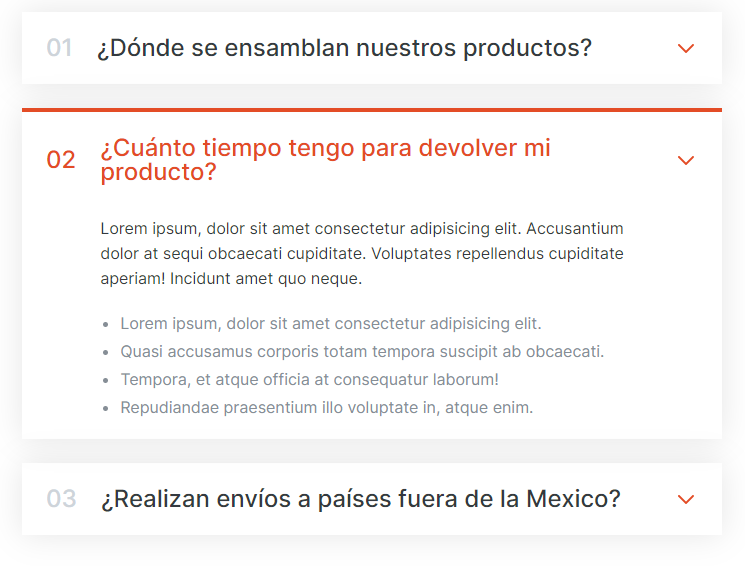 01 ¿Dónde se ensamblan nuestros productos?
02 ¿Cuánto tiempo tengo para devolver mi
producto?
Lorem ipsum, dolor sit amet consectetur adipisicing elit. Accusantium
dolor at sequi obcaecati cupiditate. Voluptates repellendus cupiditate
aperiam! Incidunt amet quo neque.
• Lorem ipsum, dolor sit amet consectetur adipisicing elit.
• Quasi accusamus corporis totam tempora suscipit ab obcaecati.
• Tempora, et atque officia at consequatur laborum!
• Repudiandae praesentium illo voluptate in, atque enim.
03 ¿Realizan envíos a países fuera de la Mexico?